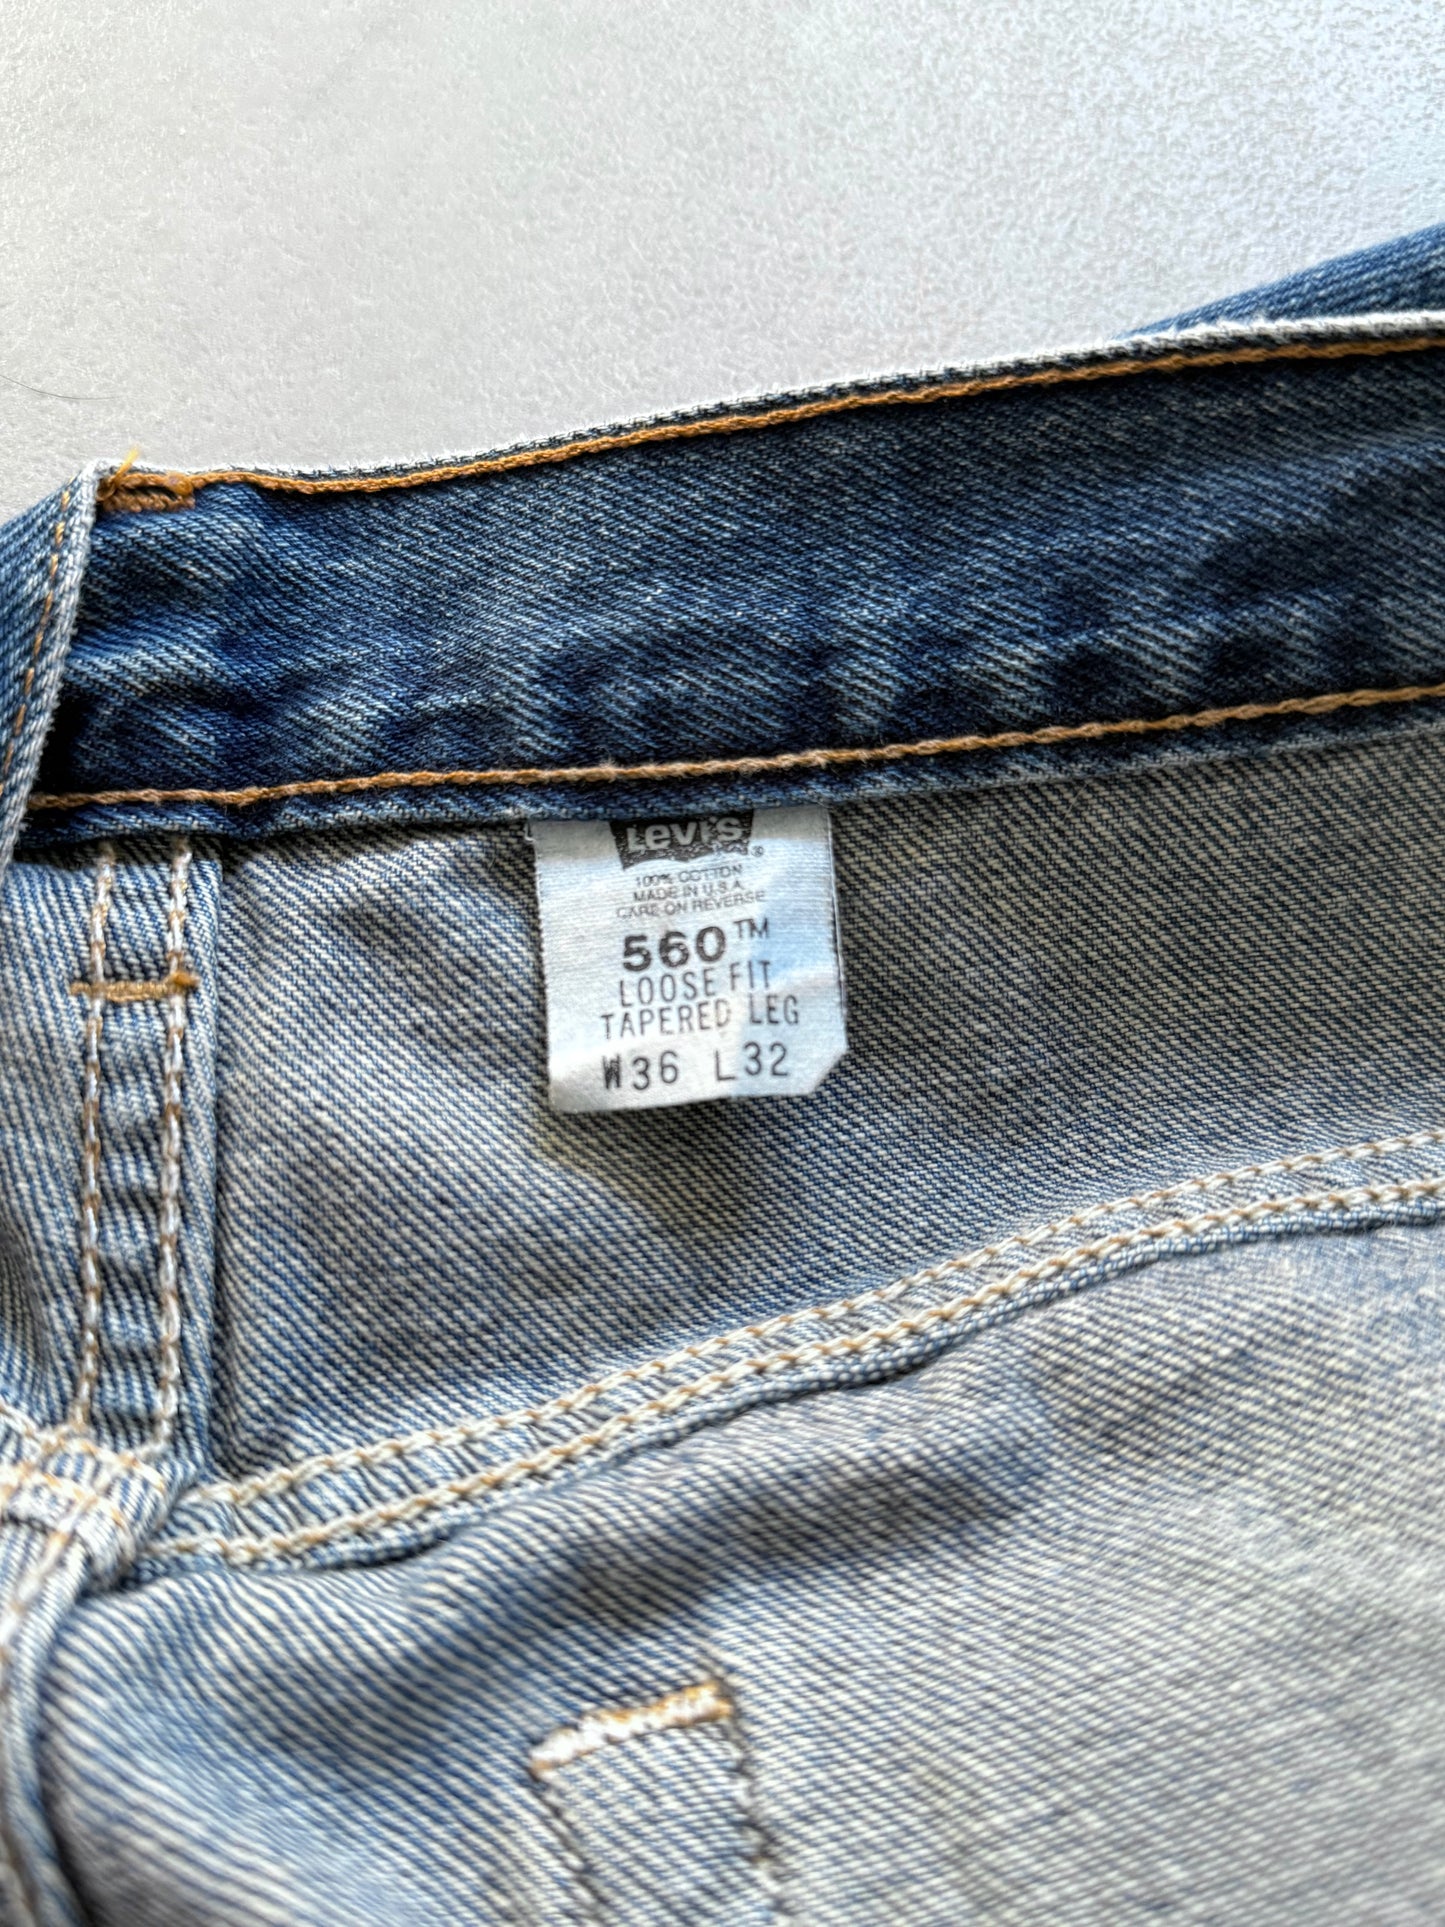 Levi's®
100% COTTON
MADE IN U.S.A.
CARE ON REVERSE
560™
LOOSE FIT
TAPERED LEG
W36 L32